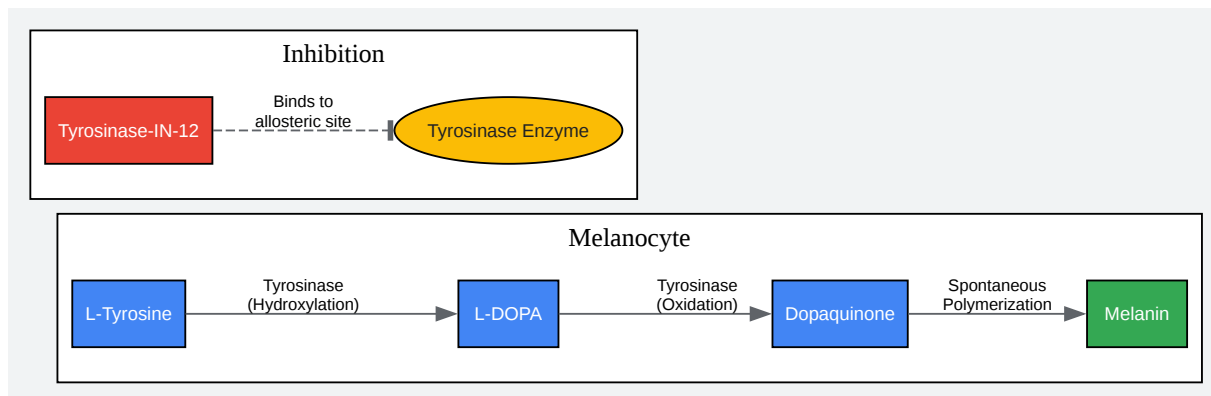 Inhibition
Tyrosinase-IN-12
Binds to
allosteric site
Tyrosinase Enzyme
Melanocyte
L-Tyrosine
Tyrosinase
(Hydroxylation)
L-DOPA
Tyrosinase
(Oxidation)
Dopaquinone
Spontaneous
Polymerization
Melanin